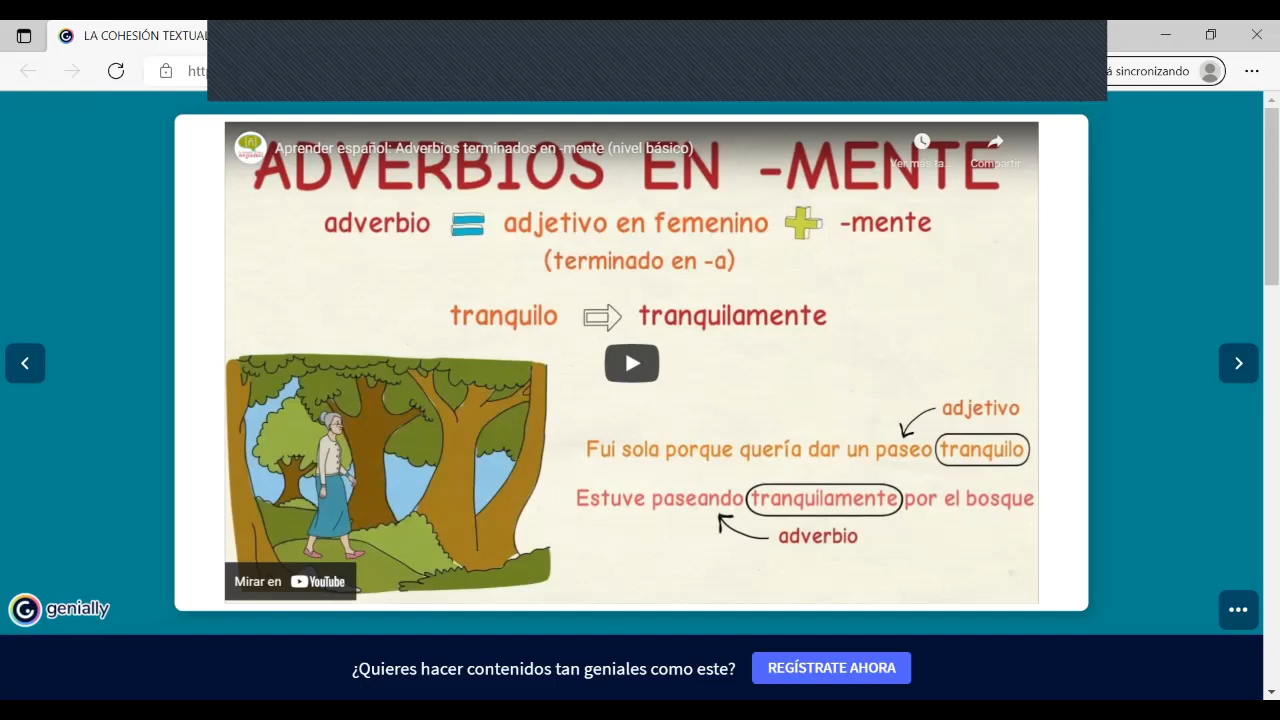 LA COHESIÓN TEXTUAL
á sincronizando
Aprender español: Adverbios terminados en -mente (nivel básico)
Compartir
ADVERBIOS EN -MENTE
adverbio = adjetivo en femenino + -mente
(terminado en -a)
tranquilo ⇨ tranquilamente
adjetivo
Fui sola porque quería dar un paseo tranquilo
Estuve paseando tranquilamente por el bosque
adverbio
Mirar en YouTube
genially
¿Quieres hacer contenidos tan geniales como este? REGÍSTRATE AHORA